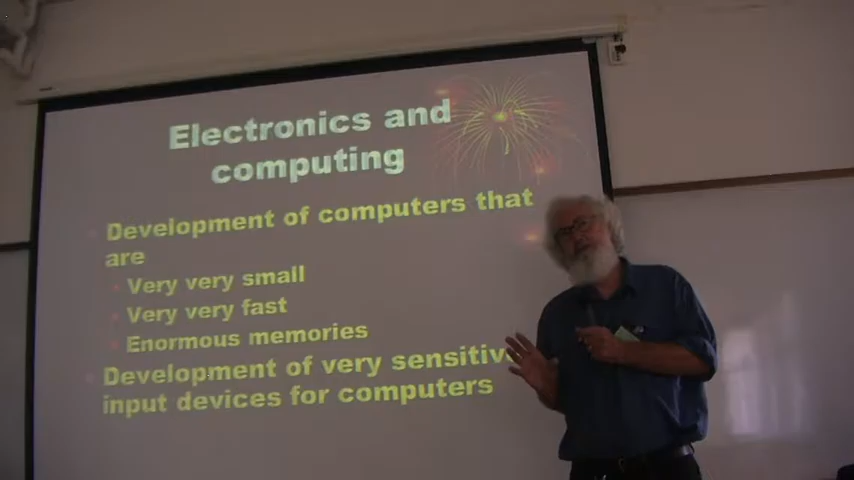 Electronics and
computing
Development of computers that
are
Very very small
Very very fast
Enormous memories
Development of very sensitive
input devices for computers